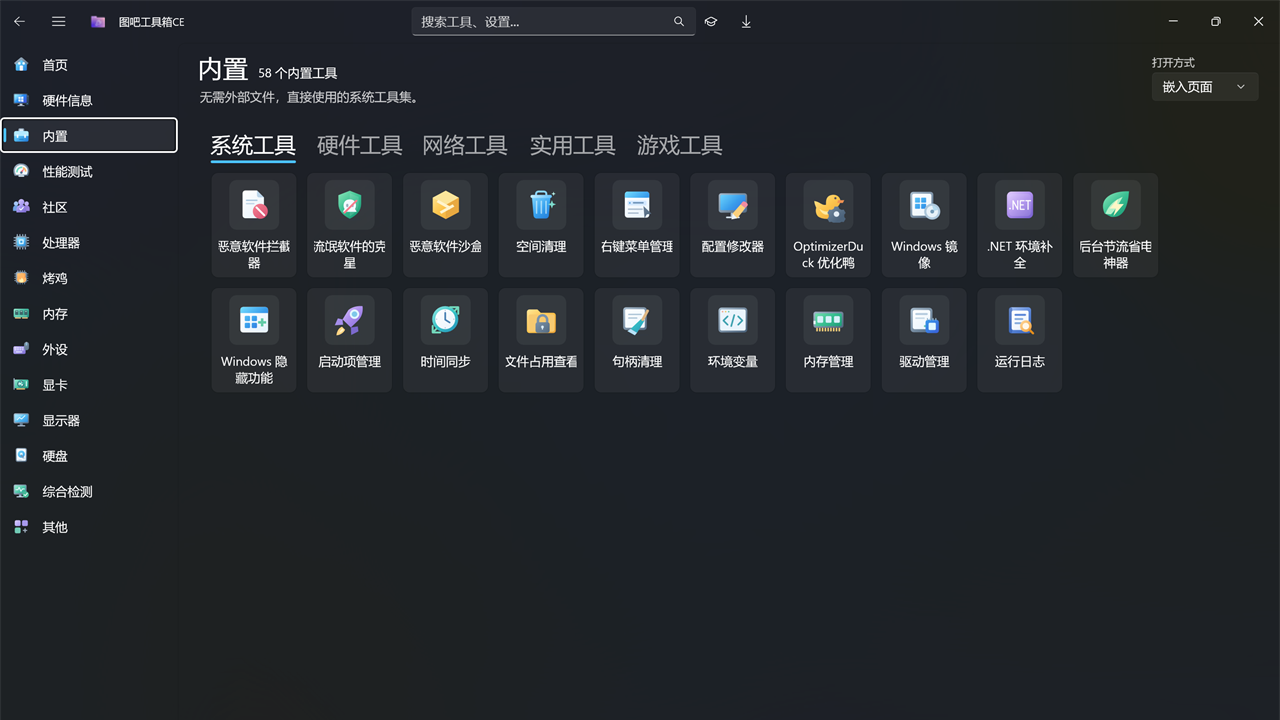 图吧工具箱CE
搜索工具、设置...
首页
硬件信息
内置
性能测试
社区
处理器
烤鸡
内存
外设
显卡
显示器
硬盘
综合检测
其他
内置 58 个内置工具
无需外部文件，直接使用的系统工具集。
打开方式
嵌入页面
系统工具 硬件工具 网络工具 实用工具 游戏工具
恶意软件拦截
器
流氓软件的克
星
恶意软件沙盒
空间清理
右键菜单管理
配置修改器
OptimizerDu
ck 优化鸭
Windows 镜
像
.NET
.NET 环境补
全
后台节流省电
神器
Windows 隐
藏功能
启动项管理
时间同步
文件占用查看
句柄清理
环境变量
内存管理
驱动管理
运行日志